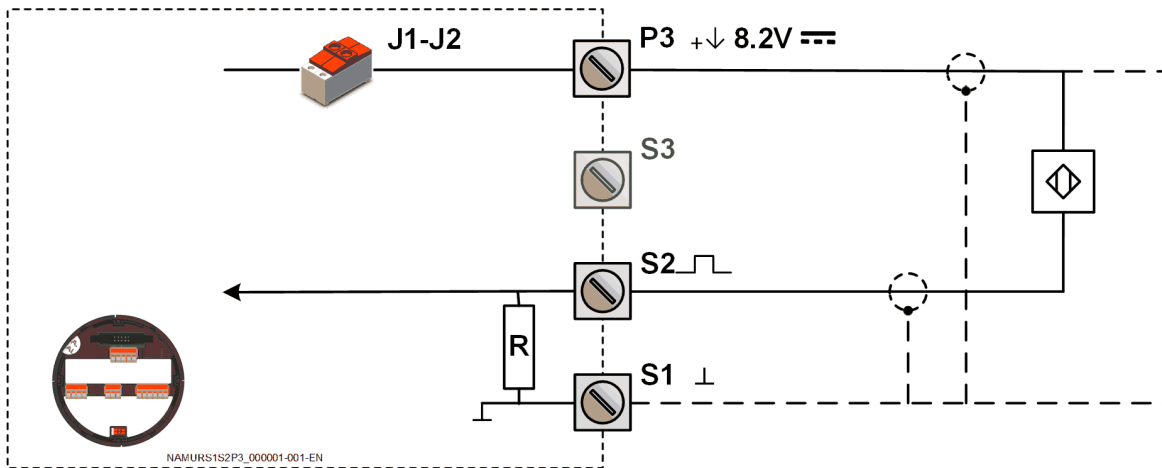 J1-J2
P3 +↓ 8.2V
S3
S2
R
S1
NAMURS1S2P3_000001-001-EN